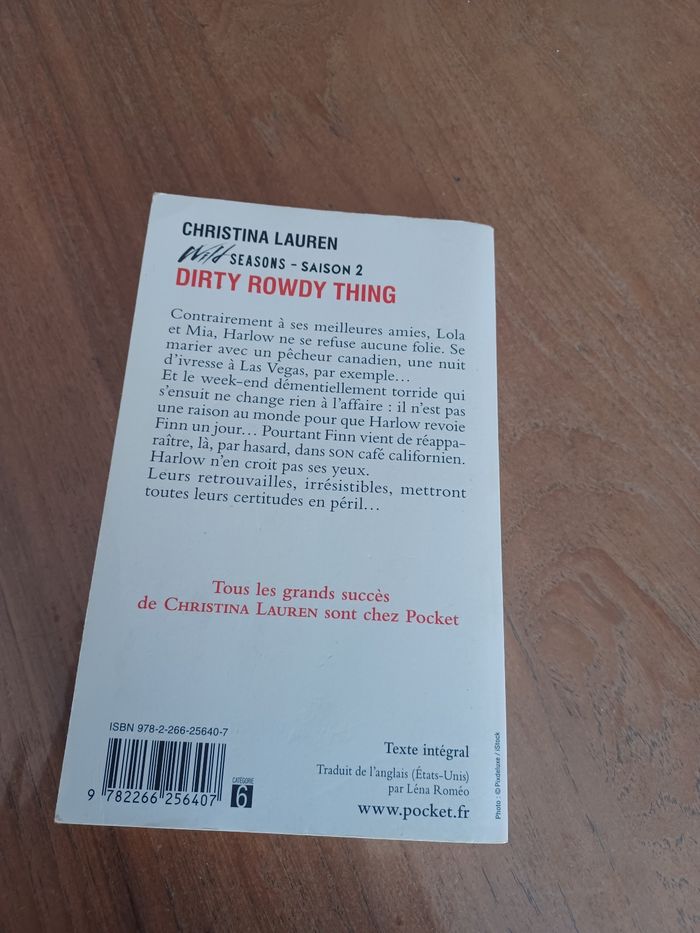 CHRISTINA LAUREN
Wild SEASONS - SAISON 2
DIRTY ROWDY THING
Contrairement à ses meilleures amies, Lola
et Mia, Harlow ne se refuse aucune folie. Se
marier avec un pêcheur canadien, une nuit
d'ivresse à Las Vegas, par exemple…
Et le week-end démentiellement torride qui
s'ensuit ne change rien à l'affaire : il n'est pas
une raison au monde pour que Harlow revoie
Finn un jour… Pourtant Finn vient de réappa-
raître, là, par hasard, dans SON café californien.
Harlow n'en croit pas ses yeux.
Leurs retrouvailles, irrésistibles, mettront
toutes leurs certitudes en péril…
Tous les grands succès
de CHRISTINA LAUREN sont chez Pocket
ISBN 978-2-266-25640-7
9 782266 256407
CATÉGORIE
6
Texte intégral
Traduit de l'anglais (États-Unis)
par Léna Roméo
www.pocket.fr
Photo : © Pixdeluxe / iStock